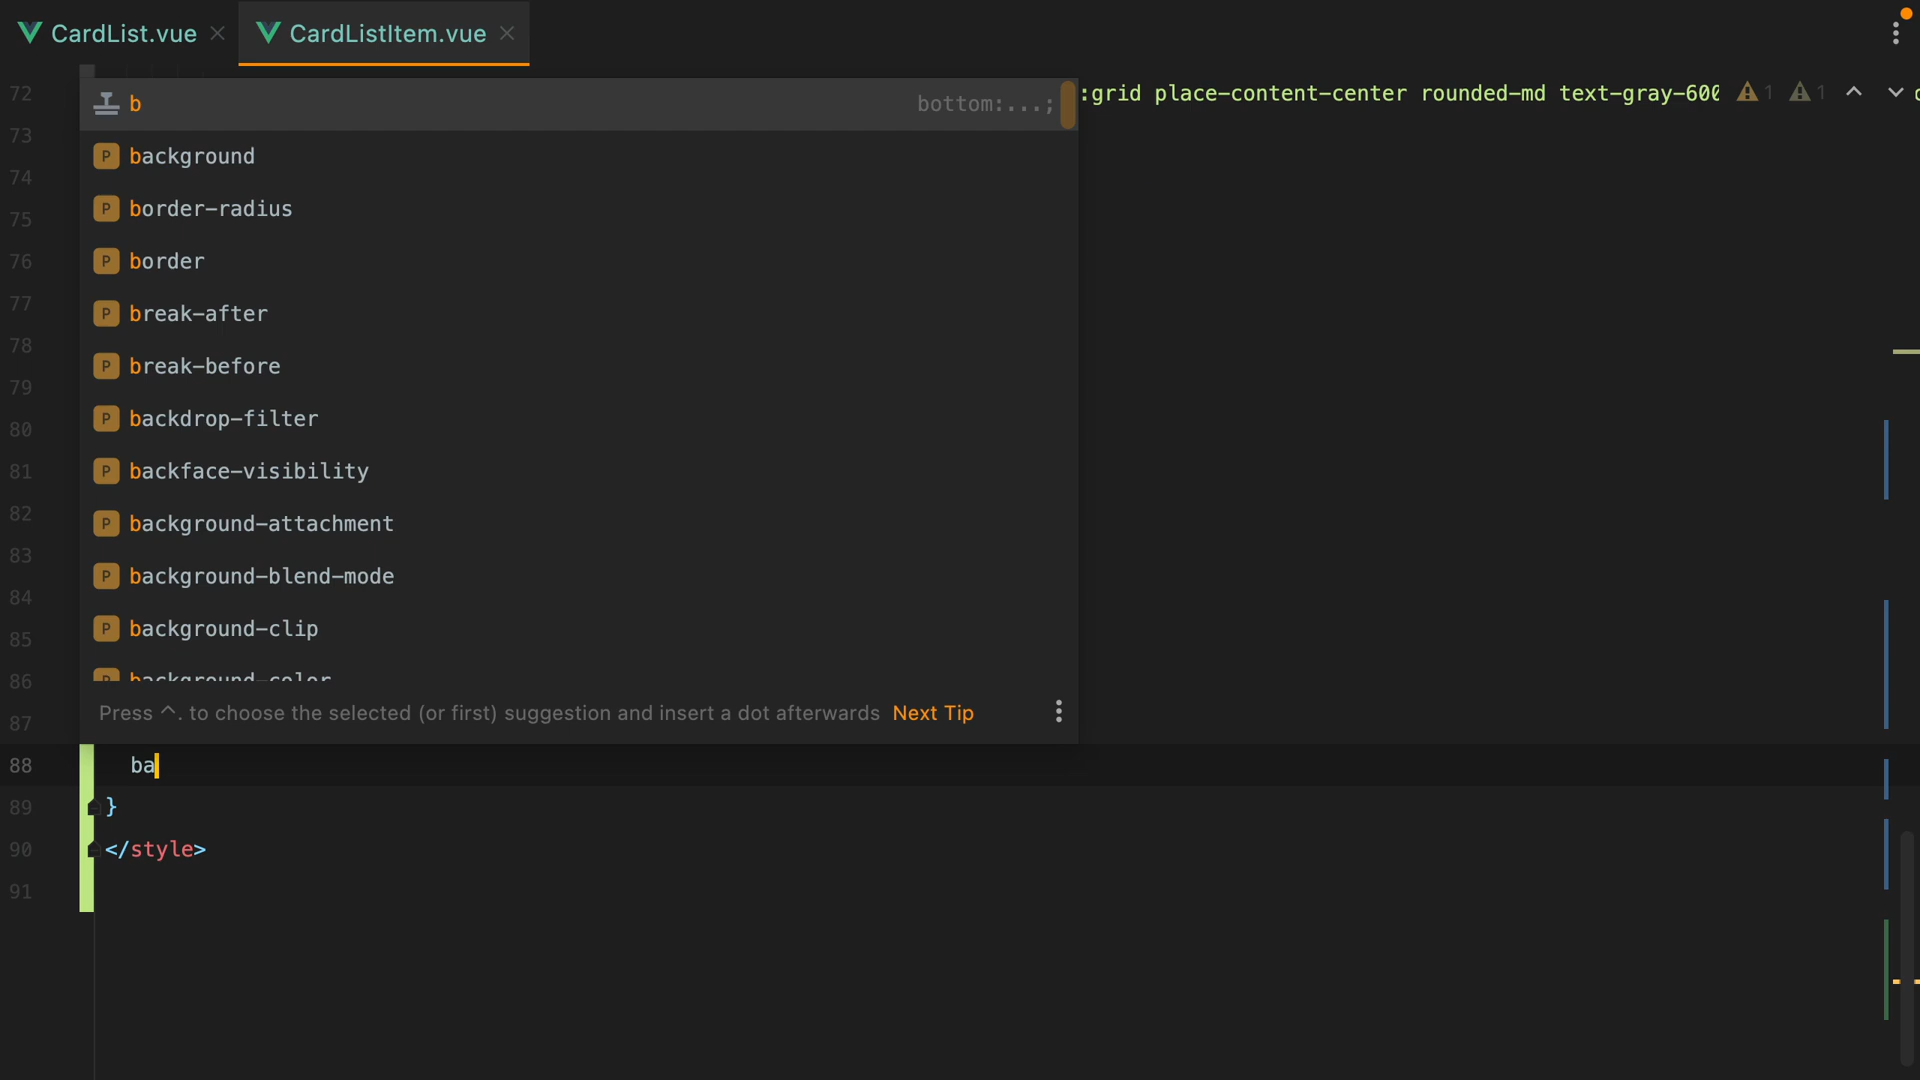 CardList.vue CardListItem.vue
72 :grid place-content-center rounded-md text-gray-600 1 1
b bottom:...;
73
background
74
75
border-radius
76
border
77
break-after
78
break-before
79
80
backdrop-filter
81
backface-visibility
82
background-attachment
83
background-blend-mode
84
85
background-clip
86
background-color
87
Press ^. to choose the selected (or first) suggestion and insert a dot afterwards Next Tip
88 ba
89 }
90 </style>
91